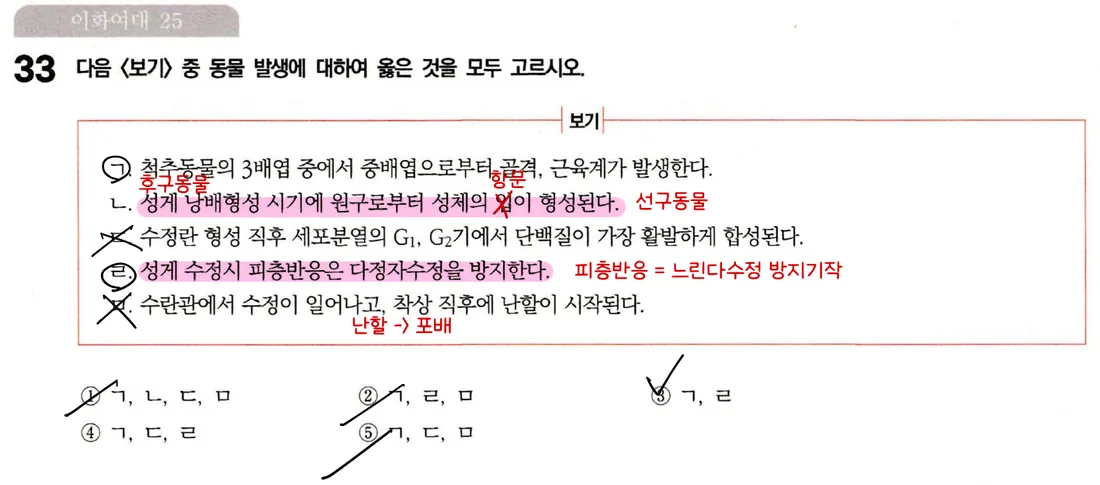 이화여대 25
33 다음 <보기> 중 동물 발생에 대하여 옳은 것을 모두 고르시오.
보기
ㄱ. 척추동물의 3배엽 중에서 중배엽으로부터 골격, 근육계가 발생한다.
후구동물 항문
ㄴ. 성게 낭배형성 시기에 원구로부터 성체의 입이 형성된다. 선구동물
ㄷ. 수정란 형성 직후 세포분열의 G₁, G₂기에서 단백질이 가장 활발하게 합성된다.
ㄹ. 성게 수정시 피층반응은 다정자수정을 방지한다. 피층반응 = 느린다수정 방지기작
ㅁ. 수란관에서 수정이 일어나고, 착상 직후에 난할이 시작된다.
난할 -> 포배
① ㄱ, ㄴ, ㄷ, ㅁ ② ㄱ, ㄹ, ㅁ ③ ㄱ, ㄹ
④ ㄱ, ㄷ, ㄹ ⑤ ㄱ, ㄷ, ㅁ